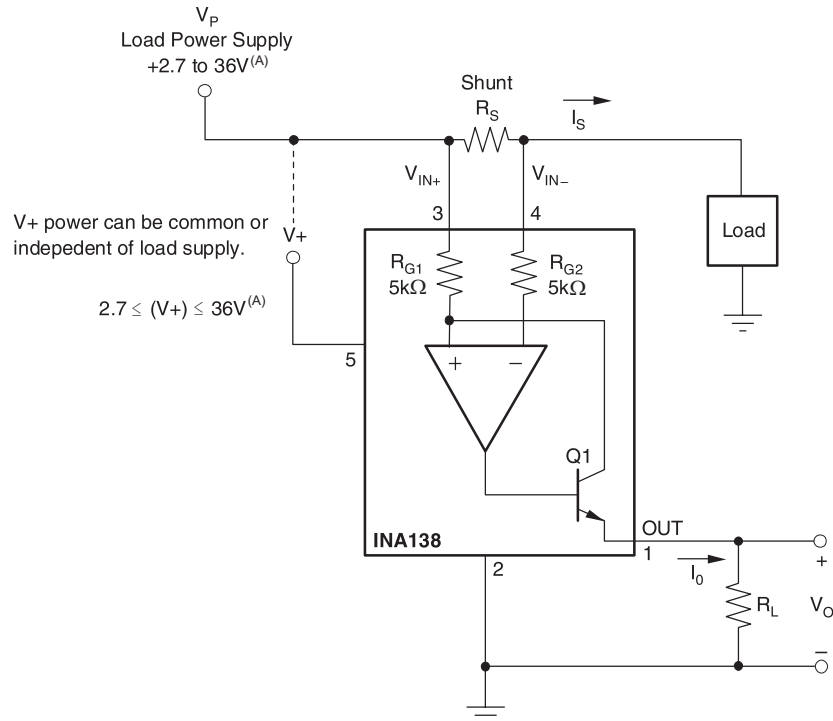 V_P
Load Power Supply
+2.7 to 36V^(A)
Shunt
R_S
I_S
V_IN+
V_IN−
3
4
V+ power can be common or
indepedent of load supply.
V+
R_G1
5kΩ
R_G2
5kΩ
Load
2.7 ≤ (V+) ≤ 36V^(A)
5
+
−
Q1
INA138
OUT
1
2
I_0
+
R_L
V_O
−